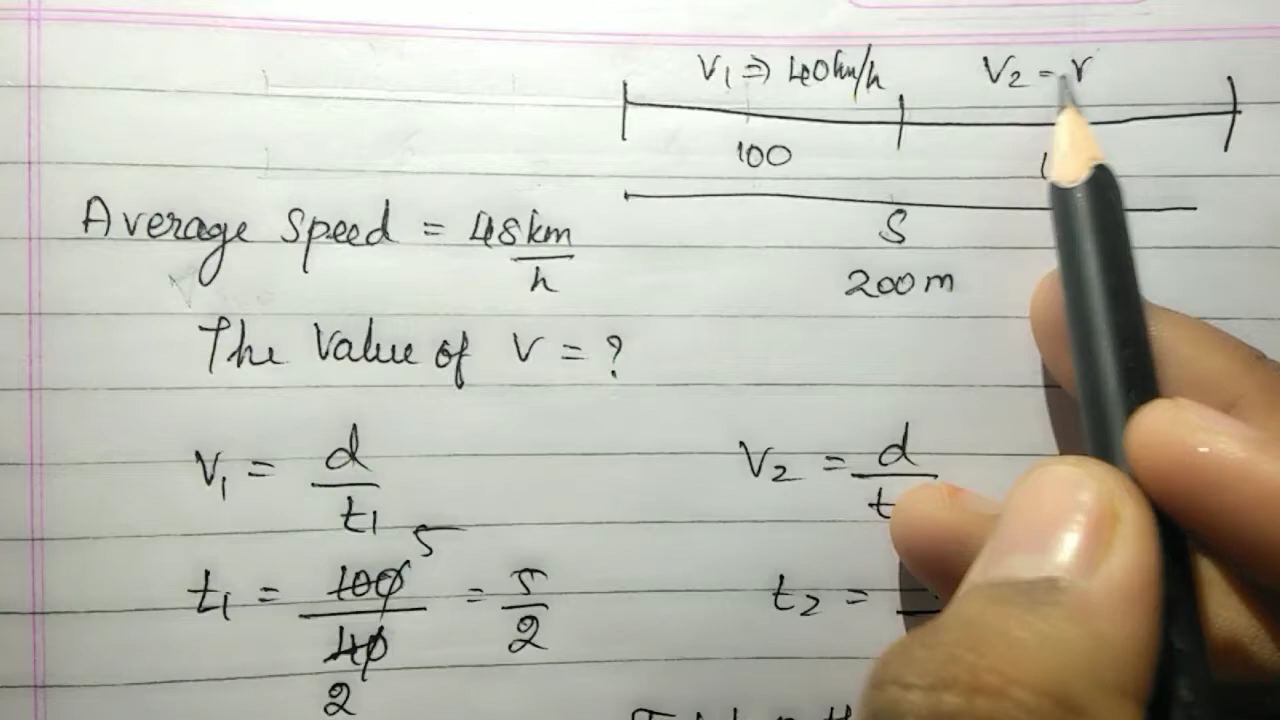 V₁ ⇒ 40km/h V₂ = v
100
S
200m
Average Speed = 48km/h
The Value of v = ?
V₁ = d/t₁
V₂ = d/t
t₁ = 100/40 = 5/2
5
2
t₂ =